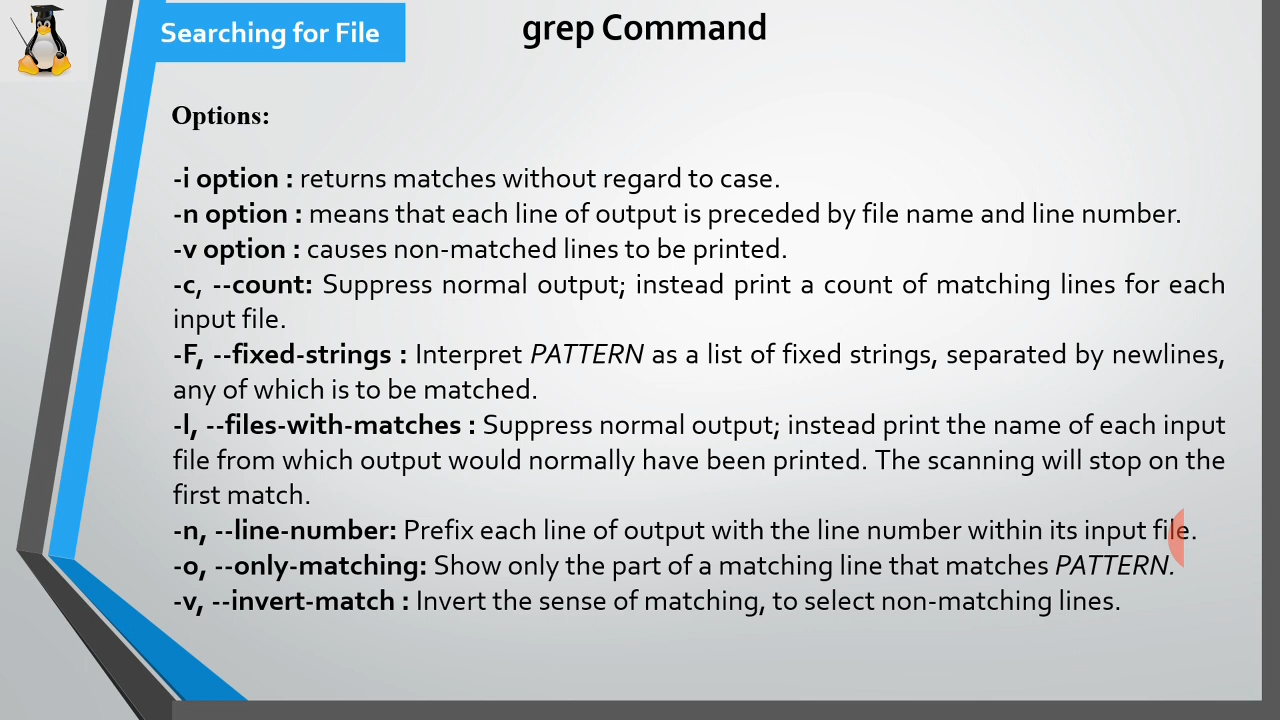 Searching for File
grep Command
Options:
-i option : returns matches without regard to case.
-n option : means that each line of output is preceded by file name and line number.
-v option : causes non-matched lines to be printed.
-c, --count: Suppress normal output; instead print a count of matching lines for each
input file.
-F, --fixed-strings : Interpret PATTERN as a list of fixed strings, separated by newlines,
any of which is to be matched.
-l, --files-with-matches : Suppress normal output; instead print the name of each input
file from which output would normally have been printed. The scanning will stop on the
first match.
-n, --line-number: Prefix each line of output with the line number within its input file.
-o, --only-matching: Show only the part of a matching line that matches PATTERN.
-v, --invert-match : Invert the sense of matching, to select non-matching lines.